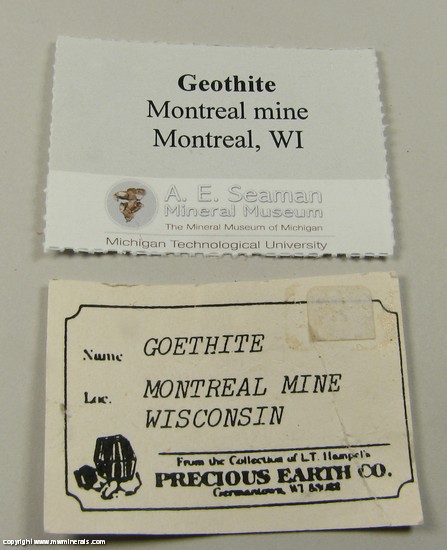 Geothite
Montreal mine
Montreal, WI
A. E. Seaman
Mineral Museum
The Mineral Museum of Michigan
Michigan Technological University
Name GOETHITE
Loc. MONTREAL MINE
WISCONSIN
From the Collection of L.T. Hampel's
PRECIOUS EARTH CO.
Germantown, WI
copyright www.mwminerals.com